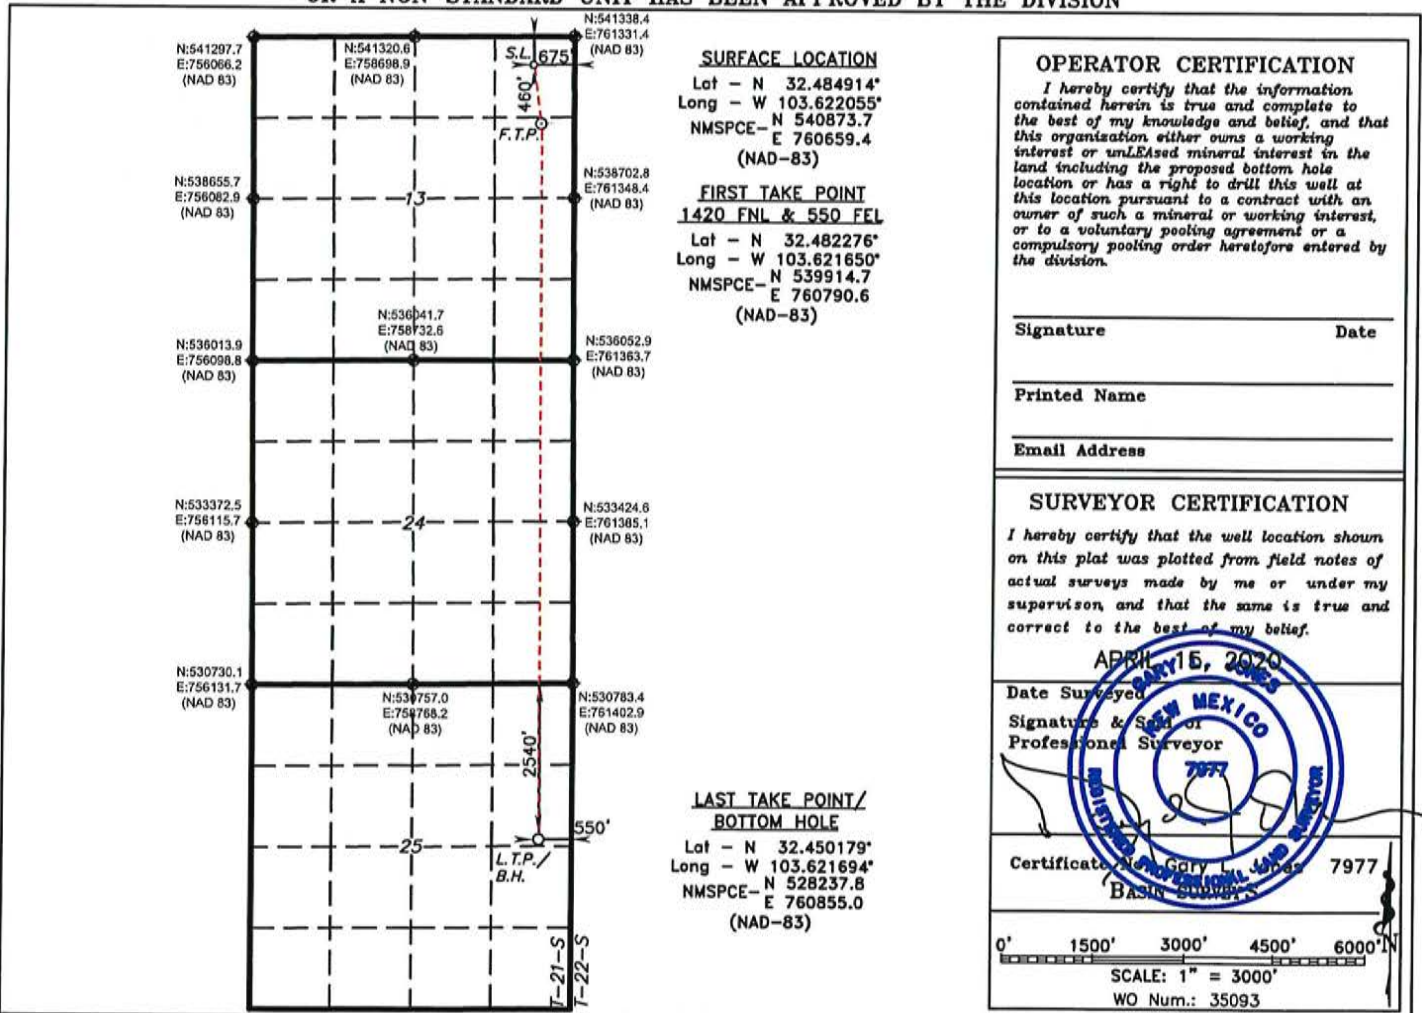 OR A NON-STANDARD UNIT HAS BEEN APPROVED BY THE DIVISION
N:541297.7
E:756066.2
(NAD 83)
N:541320.6
E:758698.9
(NAD 83)
N:541338.4
E:761331.4
(NAD 83)
S.L.
675'
460'
F.T.P.
N:538655.7
E:756082.9
(NAD 83)
13
N:538702.8
E:761348.4
(NAD 83)
N:536041.7
E:758732.6
(NAD 83)
N:536013.9
E:756098.8
(NAD 83)
N:536052.9
E:761363.7
(NAD 83)
N:533372.5
E:756115.7
(NAD 83)
24
N:533424.6
E:761385.1
(NAD 83)
N:530730.1
E:756131.7
(NAD 83)
N:530757.0
E:758768.2
(NAD 83)
N:530783.4
E:761402.9
(NAD 83)
2540'
550'
25
L.T.P./
B.H.
T-21-S
T-22-S
SURFACE LOCATION
Lat - N 32.484914°
Long - W 103.622055°
NMSPCE- N 540873.7
E 760659.4
(NAD-83)
FIRST TAKE POINT
1420 FNL & 550 FEL
Lat - N 32.482276°
Long - W 103.621650°
NMSPCE- N 539914.7
E 760790.6
(NAD-83)
LAST TAKE POINT/
BOTTOM HOLE
Lat - N 32.450179°
Long - W 103.621694°
NMSPCE- N 528237.8
E 760855.0
(NAD-83)
OPERATOR CERTIFICATION
I hereby certify that the information
contained herein is true and complete to
the best of my knowledge and belief, and that
this organization either owns a working
interest or unLEAsed mineral interest in the
land including the proposed bottom hole
location or has a right to drill this well at
this location pursuant to a contract with an
owner of such a mineral or working interest,
or to a voluntary pooling agreement or a
compulsory pooling order heretofore entered by
the division.
Signature Date
Printed Name
Email Address
SURVEYOR CERTIFICATION
I hereby certify that the well location shown
on this plat was plotted from field notes of
actual surveys made by me or under my
supervison, and that the same is true and
correct to the best of my belief.
APRIL 15, 2020
Date Surveyed
Signature & Seal of
Professional Surveyor
GARY L. JONES
NEW MEXICO
7977
REGISTERED PROFESSIONAL LAND SURVEYOR
Certificate No. Gary L. Jones 7977
BASIN SURVEYS
0' 1500' 3000' 4500' 6000'
N
SCALE: 1" = 3000'
WO Num.: 35093